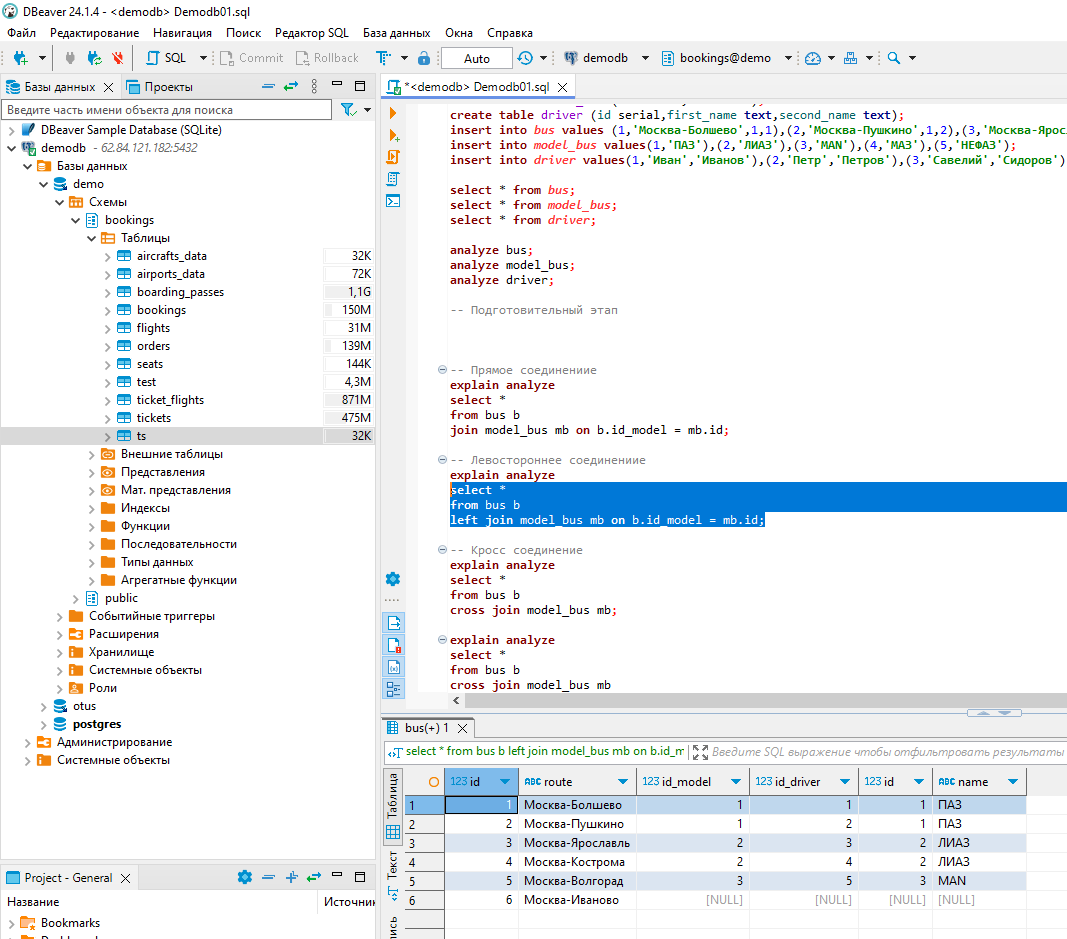 DBeaver 24.1.4 - <demodb> Demodb01.sql
Файл Редактирование Навигация Поиск Редактор SQL База данных Окна Справка
SQL Commit Rollback Auto demodb bookings@demo
Базы данных Проекты
Введите часть имени объекта для поиска
DBeaver Sample Database (SQLite)
demodb - 62.84.121.182:5432
Базы данных
demo
Схемы
bookings
Таблицы
aircrafts_data 32K
airports_data 72K
boarding_passes 1,1G
bookings 150M
flights 31M
orders 139M
seats 144K
test 4,3M
ticket_flights 871M
tickets 475M
ts 32K
Внешние таблицы
Представления
Мат. представления
Индексы
Функции
Последовательности
Типы данных
Агрегатные функции
public
Событийные триггеры
Расширения
Хранилище
Системные объекты
Роли
otus
postgres
Администрирование
Системные объекты
Project - General
Название Источник
Bookmarks
*<demodb> Demodb01.sql
create table driver (id serial,first_name text,second_name text);
insert into bus values (1,'Москва-Болшево',1,1),(2,'Москва-Пушкино',1,2),(3,'Москва-Яросл
insert into model_bus values(1,'ПАЗ'),(2,'ЛИАЗ'),(3,'MAN'),(4,'МАЗ'),(5,'НЕФАЗ');
insert into driver values(1,'Иван','Иванов'),(2,'Петр','Петров'),(3,'Савелий','Сидоров')
select * from bus;
select * from model_bus;
select * from driver;
analyze bus;
analyze model_bus;
analyze driver;
-- Подготовительный этап
-- Прямое соединениие
explain analyze
select *
from bus b
join model_bus mb on b.id_model = mb.id;
-- Левостороннее соединениие
explain analyze
select *
from bus b
left join model_bus mb on b.id_model = mb.id;
-- Кросс соединение
explain analyze
select *
from bus b
cross join model_bus mb;
explain analyze
select *
from bus b
cross join model_bus mb
bus(+) 1
select * from bus b left join model_bus mb on b.id_m Введите SQL выражение чтобы отфильтровать результаты
Таблица
Текст
123 id ABC route 123 id_model 123 id_driver 123 id ABC name
1 1 Москва-Болшево 1 1 1 ПАЗ
2 2 Москва-Пушкино 1 2 1 ПАЗ
3 3 Москва-Ярославль 2 3 2 ЛИАЗ
4 4 Москва-Кострома 2 4 2 ЛИАЗ
5 5 Москва-Волгорад 3 5 3 MAN
6 6 Москва-Иваново [NULL] [NULL] [NULL] [NULL]